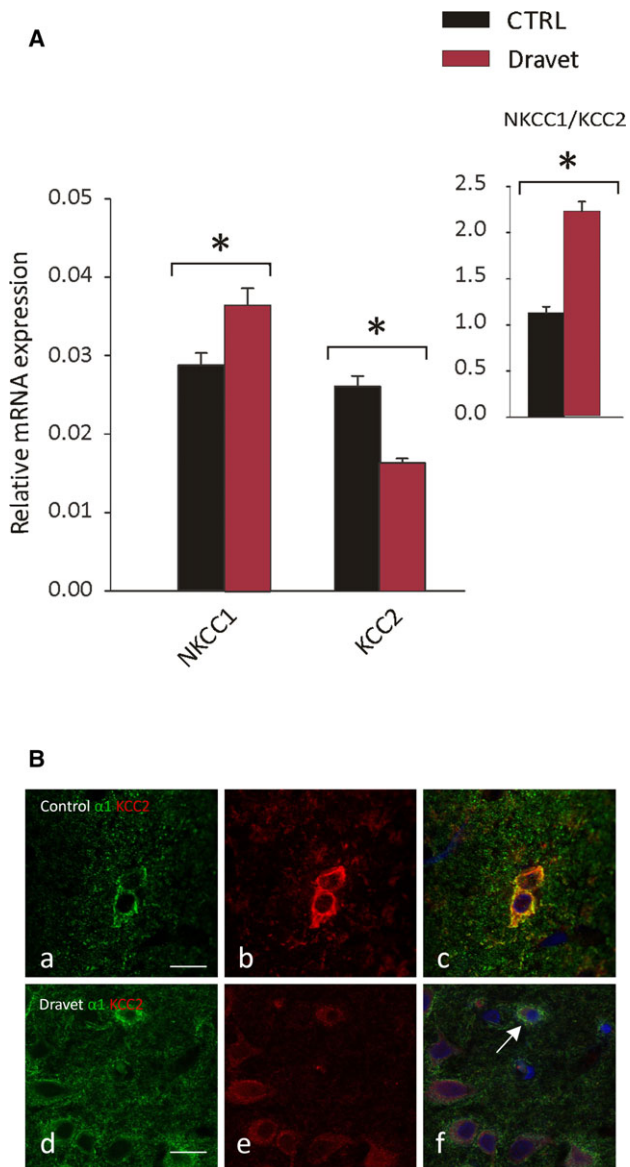 CTRL
A
Dravet
NKCC1/KCC2
*
2.5
2.0
1.5
1.0
0.5
0.0
0.05
0.04
0.03
0.02
0.01
0.00
Relative mRNA expression
*
*
NKCC1
KCC2
B
Control α1 KCC2
a
b
c
Dravet α1 KCC2
d
e
f